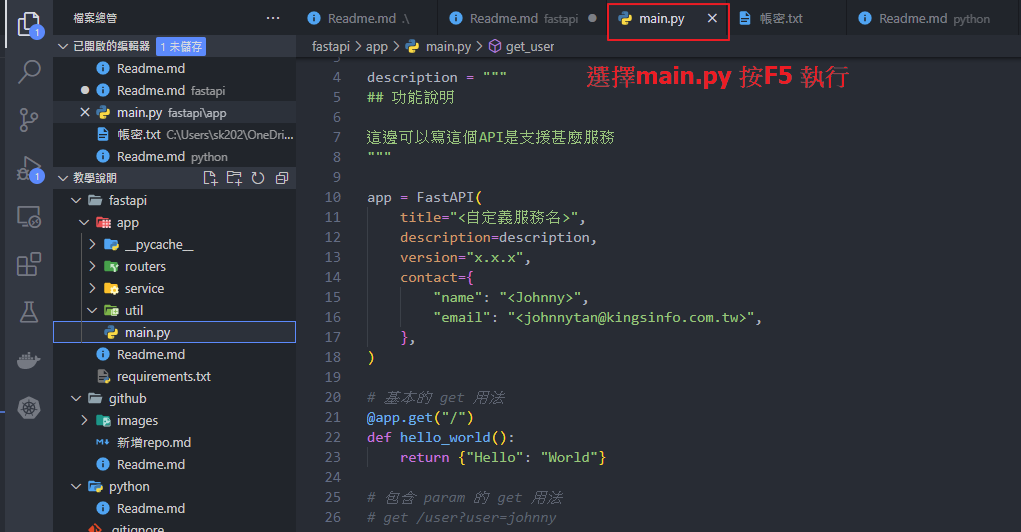 檔案總管 ···
Readme.md .\
Readme.md fastapi
main.py
帳密.txt
Readme.md python
已開啟的編輯器 1 未儲存
Readme.md
Readme.md fastapi
main.py fastapi\app
帳密.txt C:\Users\sk202\OneDri...
Readme.md python
教學說明
fastapi
app
__pycache__
routers
service
util
main.py
Readme.md
requirements.txt
github
images
新增repo.md
Readme.md
python
Readme.md
.gitignore
1
1
fastapi > app > main.py > get_user
選擇main.py 按F5 執行
4 description = """
5 ## 功能說明
6
7 這邊可以寫這個API是支援甚麼服務
8 """
9
10 app = FastAPI(
11 title="<自定義服務名>",
12 description=description,
13 version="x.x.x",
14 contact={
15 "name": "<Johnny>",
16 "email": "<johnnytan@kingsinfo.com.tw>",
17 },
18 )
19
20 # 基本的 get 用法
21 @app.get("/")
22 def hello_world():
23 return {"Hello": "World"}
24
25 # 包含 param 的 get 用法
26 # get /user?user=johnny